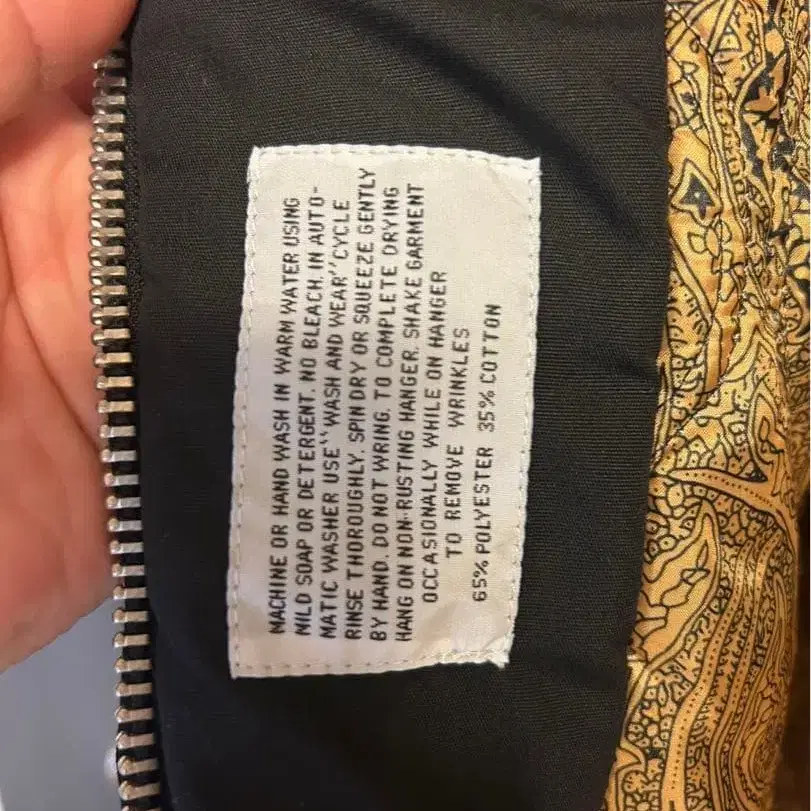 MACHINE OR HAND WASH IN WARM WATER USING
MILD SOAP OR DETERGENT. NO BLEACH. IN AUTO-
MATIC WASHER USE "WASH AND WEAR" CYCLE
RINSE THOROUGHLY, SPIN DRY OR SQUEEZE GENTLY
BY HAND. DO NOT WRING. TO COMPLETE DRYING
HANG ON NON-RUSTING HANGER. SHAKE GARMENT
OCCASIONALLY WHILE ON HANGER
TO REMOVE WRINKLES
65% POLYESTER 35% COTTON